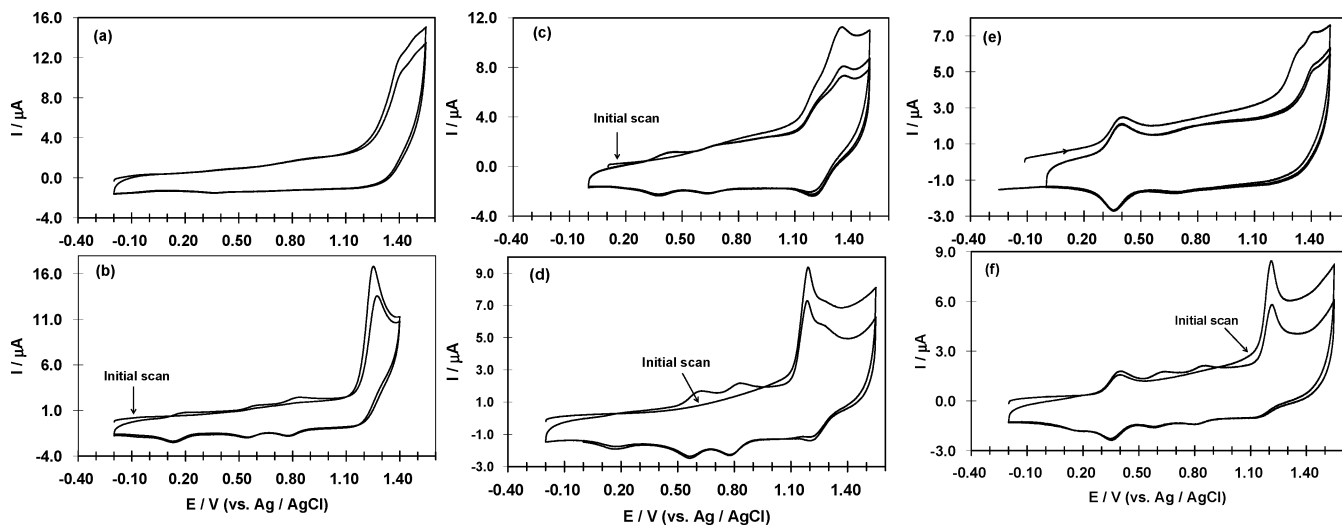 (a)
I / µA
16.0
12.0
8.0
4.0
0.0
-4.0
-0.40 -0.10 0.20 0.50 0.80 1.10 1.40
(c)
I / µA
12.0
8.0
4.0
0.0
-4.0
Initial scan
-0.40 -0.10 0.20 0.50 0.80 1.10 1.40
(e)
I / µA
7.0
5.0
3.0
1.0
-1.0
-3.0
-0.40 -0.10 0.20 0.50 0.80 1.10 1.40
(b)
I / µA
16.0
11.0
6.0
1.0
-4.0
Initial scan
-0.40 -0.10 0.20 0.50 0.80 1.10 1.40
E / V (vs. Ag / AgCl)
(d)
I / µA
9.0
7.0
5.0
3.0
1.0
-1.0
-3.0
Initial scan
-0.40 -0.10 0.20 0.50 0.80 1.10 1.40
E / V (vs. Ag / AgCl)
(f)
I / µA
9.0
6.0
3.0
0.0
-3.0
Initial scan
-0.40 -0.10 0.20 0.50 0.80 1.10 1.40
E / V (vs. Ag / AgCl)